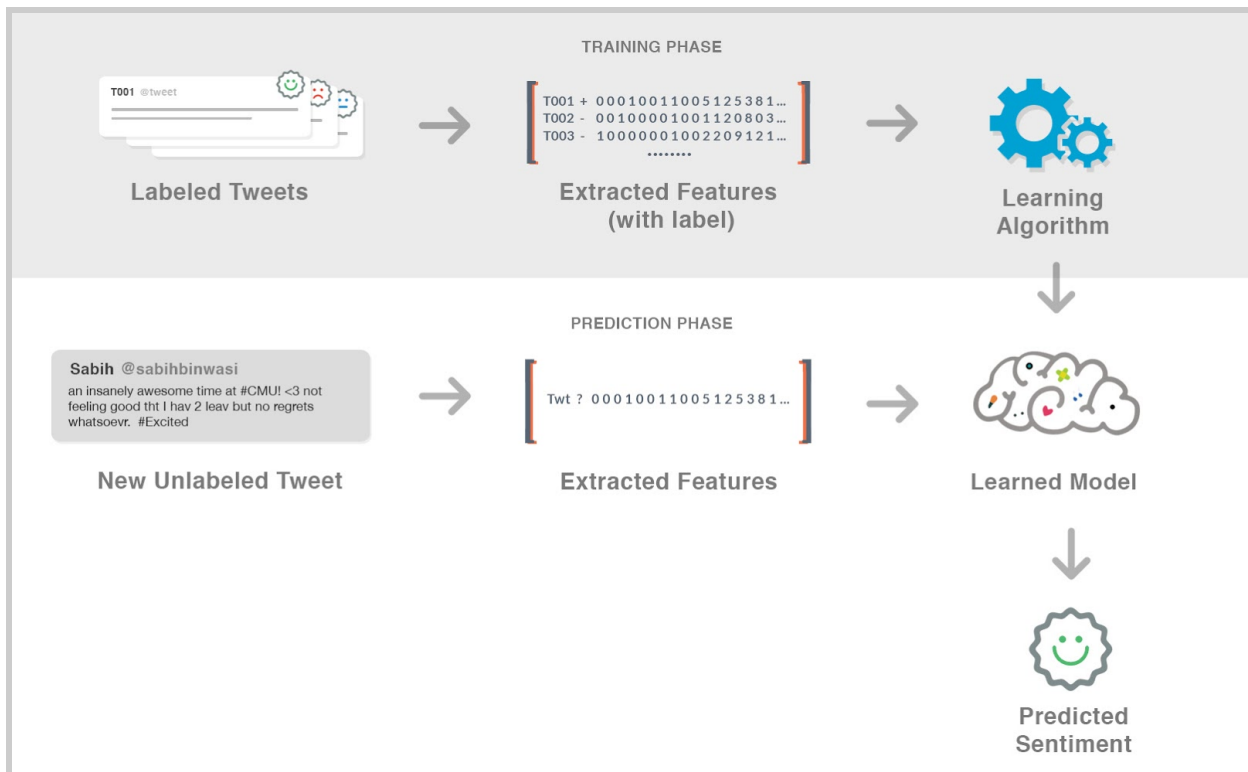 TRAINING PHASE
T001 @tweet
T001 + 000100110051253 81...
T002 - 00100001001120803...
T003 - 10000001002209121...
........
Labeled Tweets
Extracted Features
(with label)
Learning
Algorithm
PREDICTION PHASE
Sabih @sabihbinwasi
an insanely awesome time at #CMU! <3 not
feeling good tht I hav 2 leav but no regrets
whatsoevr. #Excited
Twt ? 00010011005125381...
New Unlabeled Tweet
Extracted Features
Learned Model
Predicted
Sentiment